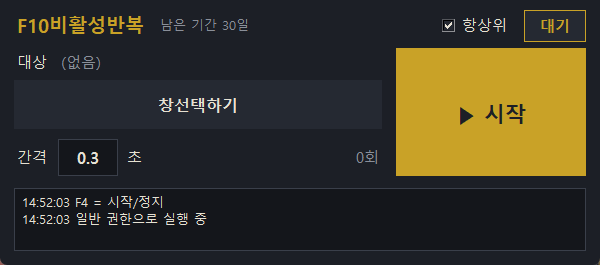 F10비활성반복 남은 기간 30일 항상위 대기
대상 (없음)
창선택하기
▶ 시작
간격 0.3 초 0회
14:52:03 F4 = 시작/정지
14:52:03 일반 권한으로 실행 중